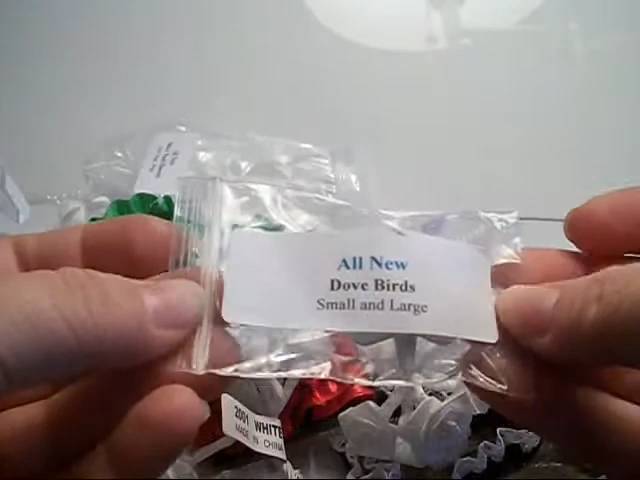 All New
Dove Birds
Small and Large
2001 WHITE
MADE IN CHINA